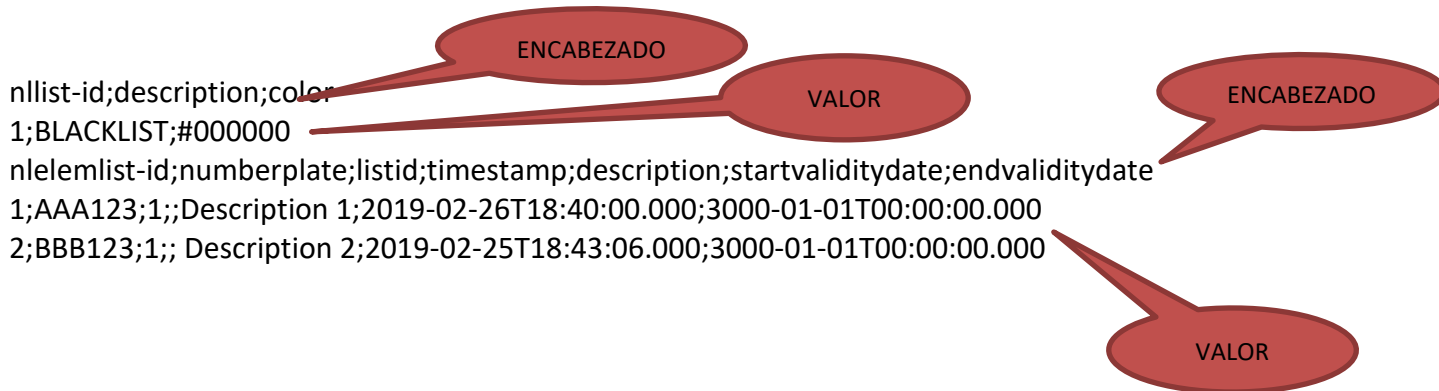 ENCABEZADO
nllist-id;description;color
VALOR
ENCABEZADO
1;BLACKLIST;#000000
nlelemlist-id;numberplate;listid;timestamp;description;startvaliditydate;endvaliditydate
1;AAA123;1;;Description 1;2019-02-26T18:40:00.000;3000-01-01T00:00:00.000
2;BBB123;1;; Description 2;2019-02-25T18:43:06.000;3000-01-01T00:00:00.000
VALOR